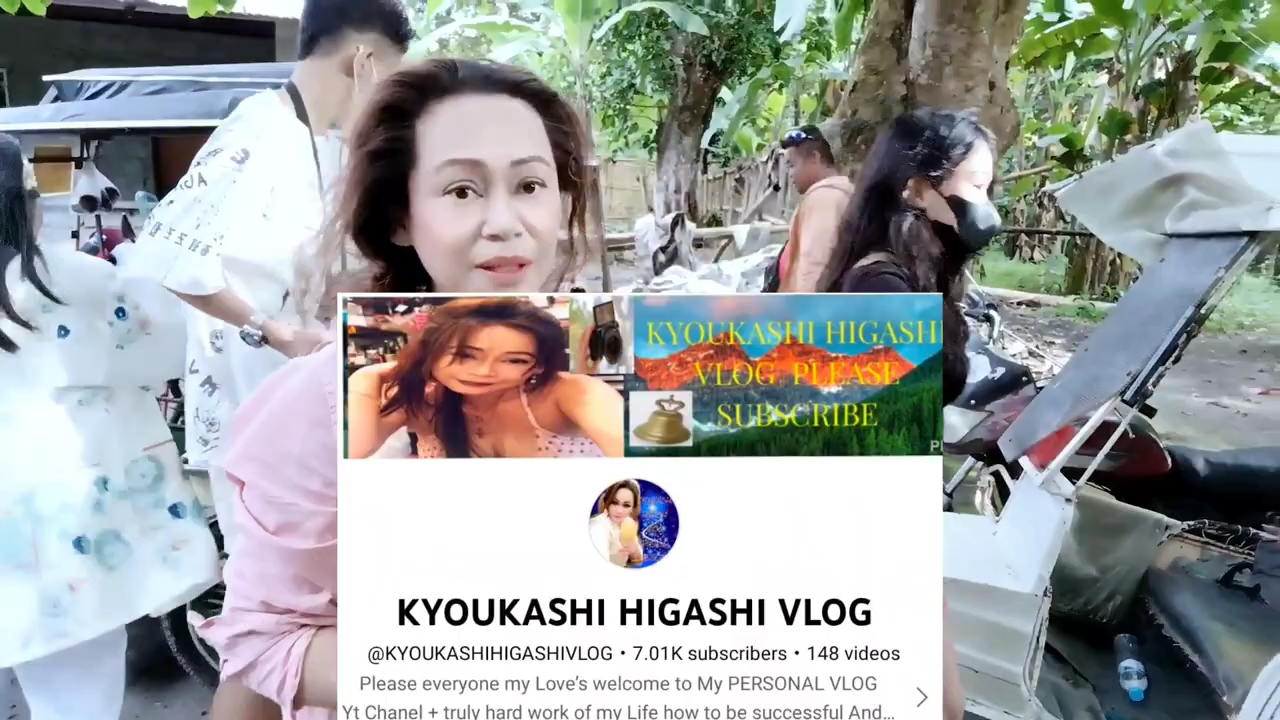 KYOUKASHI HIGASHI
VLOG PLEASE
SUBSCRIBE
KYOUKASHI HIGASHI VLOG
@KYOUKASHIHIGASHIVLOG • 7.01K subscribers • 148 videos
Please everyone my Love's welcome to My PERSONAL VLOG
Yt Chanel + truly hard work of my Life how to be successful And...